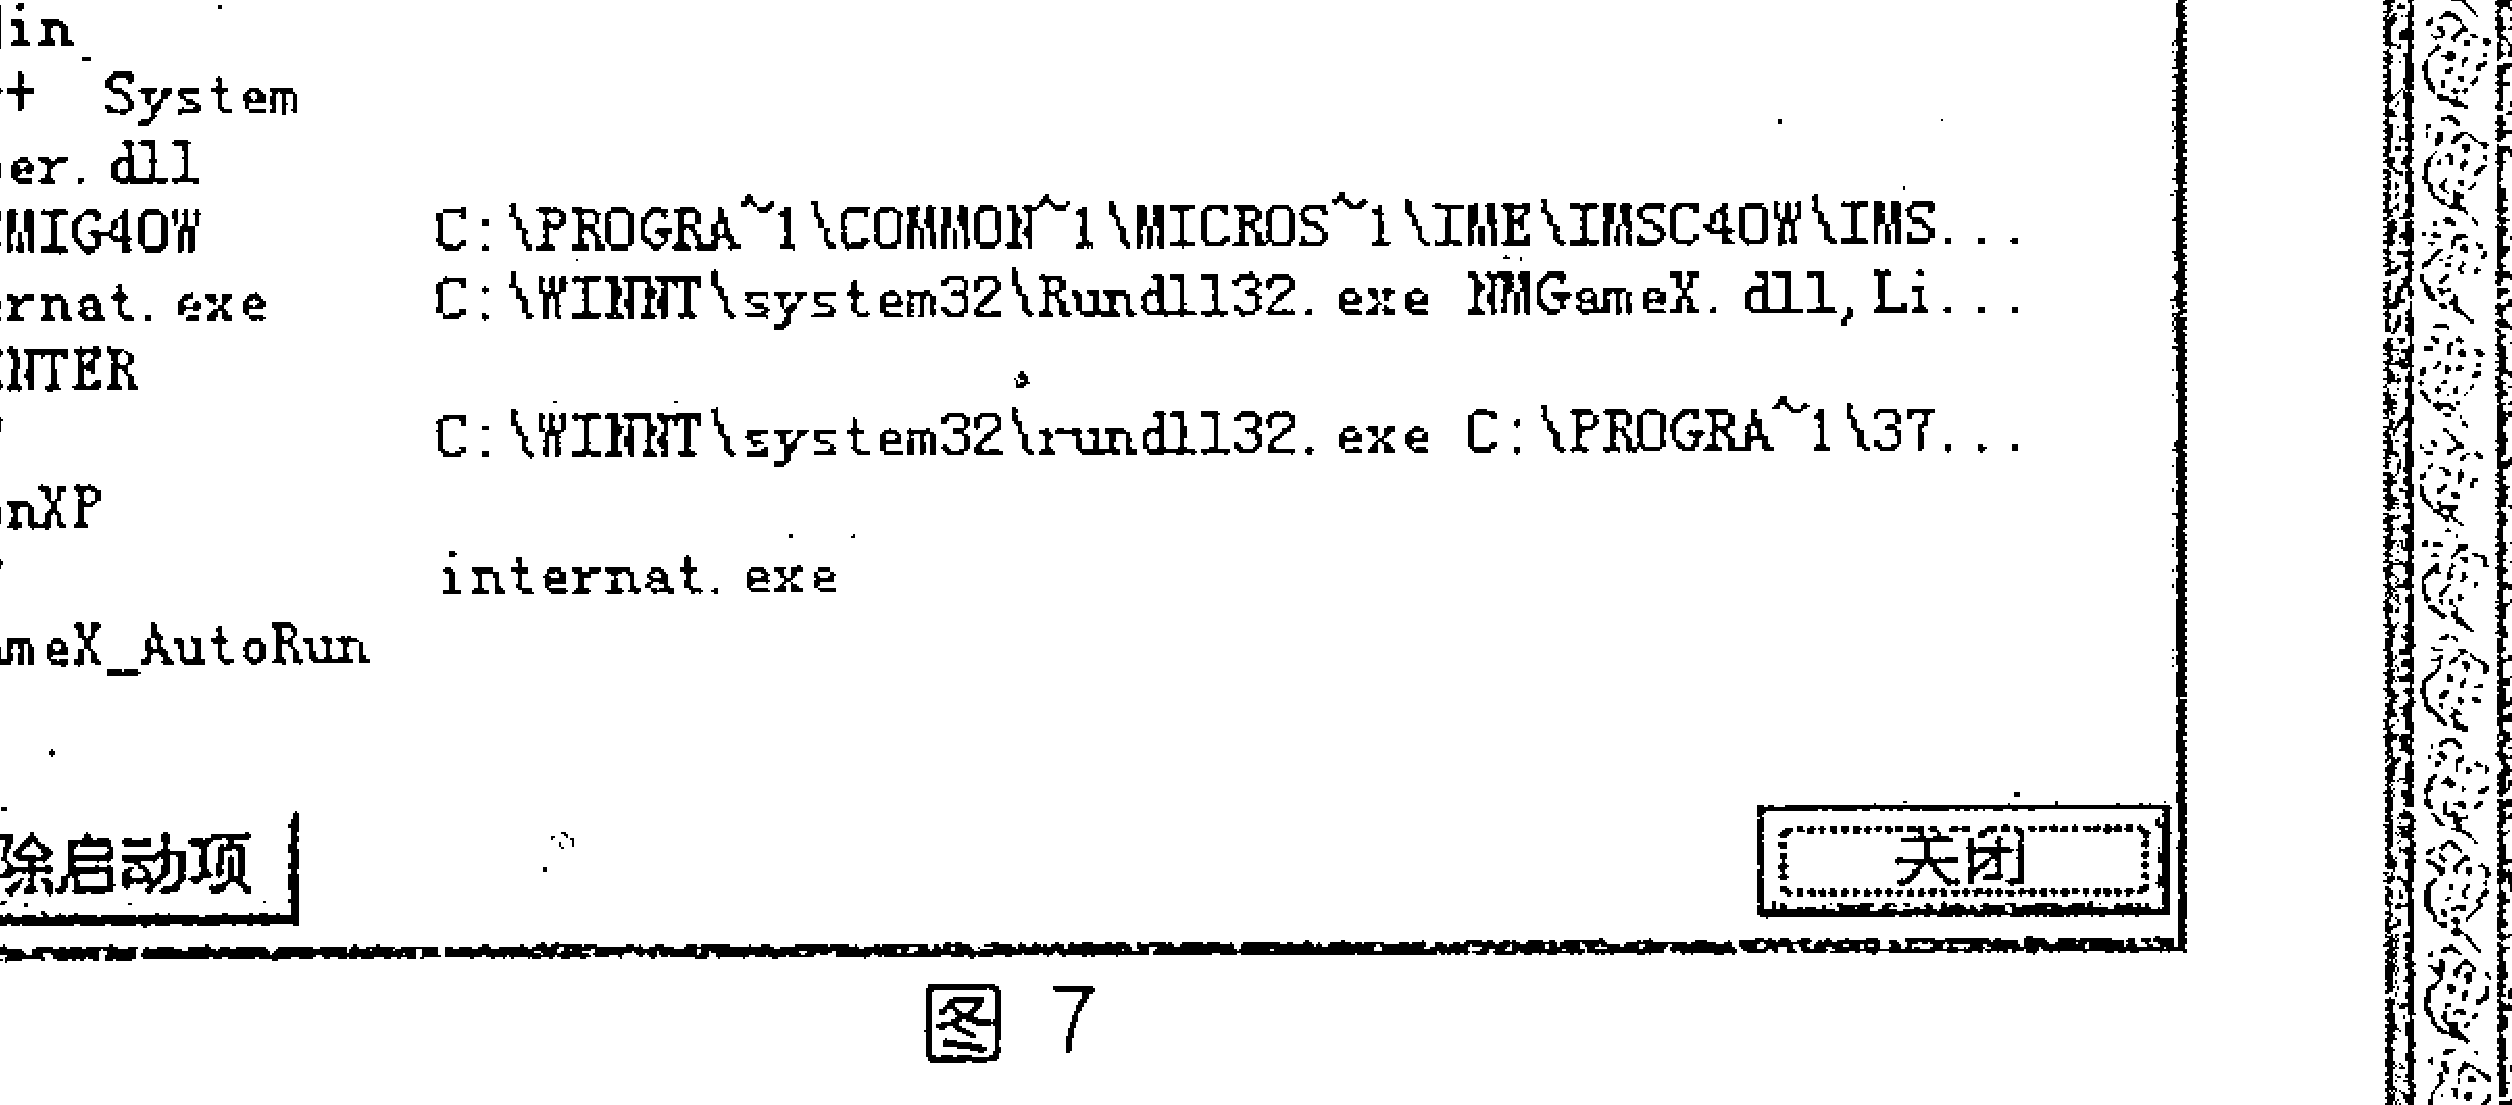 in
+ System
er.dll
MIG40W C:\PROGRA~1\COMMON~1\MICROS~1\IME\IMSC40W\IMS...
ernat.exe C:\WINNT\system32\Rundll32.exe NMGameX.dll,Li...
NTER
C:\WINNT\system32\rundll32.exe C:\PROGRA~1\37...
nXP
internat.exe
meX_AutoRun
除启动项 关闭
图 7